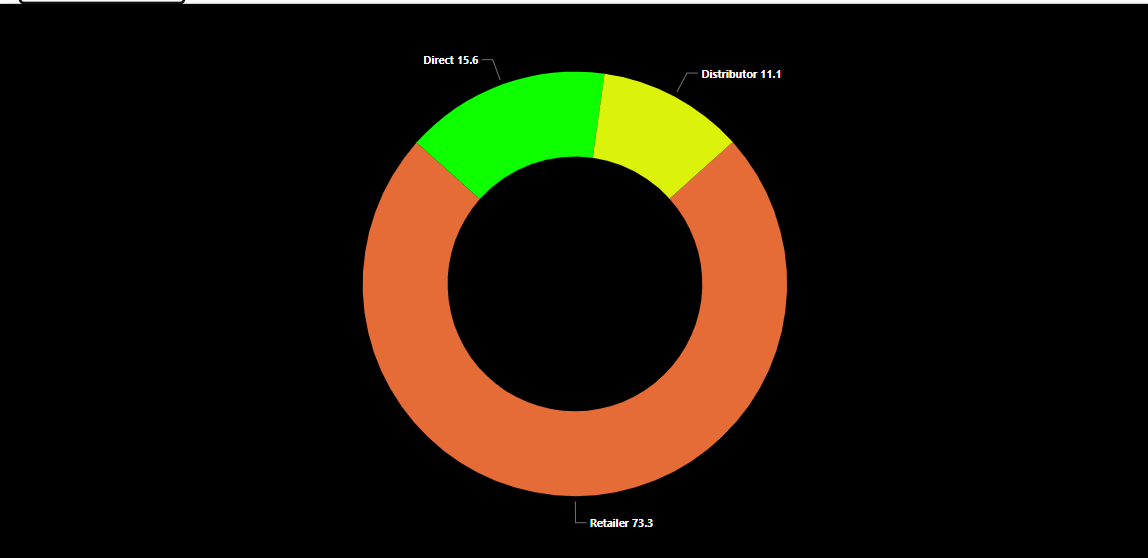 Direct 15.6
Distributor 11.1
Retailer 73.3